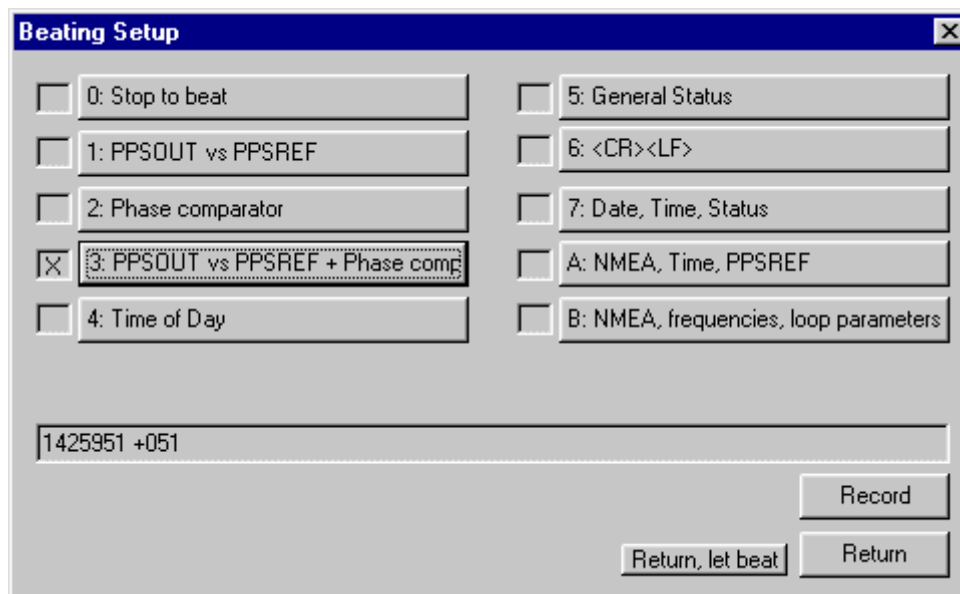 Beating Setup
0: Stop to beat
1: PPSOUT vs PPSREF
2: Phase comparator
X 3: PPSOUT vs PPSREF + Phase comp
4: Time of Day
5: General Status
6: <CR><LF>
7: Date, Time, Status
A: NMEA, Time, PPSREF
B: NMEA, frequencies, loop parameters
1425951 +051
Record
Return, let beat
Return